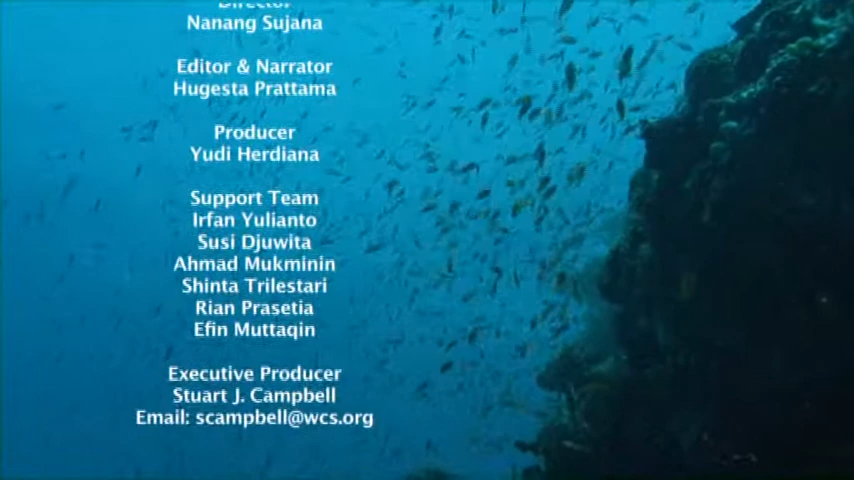 Director
Nanang Sujana
Editor & Narrator
Hugesta Prattama
Producer
Yudi Herdiana
Support Team
Irfan Yulianto
Susi Djuwita
Ahmad Mukminin
Shinta Trilestari
Rian Prasetia
Efin Muttaqin
Executive Producer
Stuart J. Campbell
Email: scampbell@wcs.org